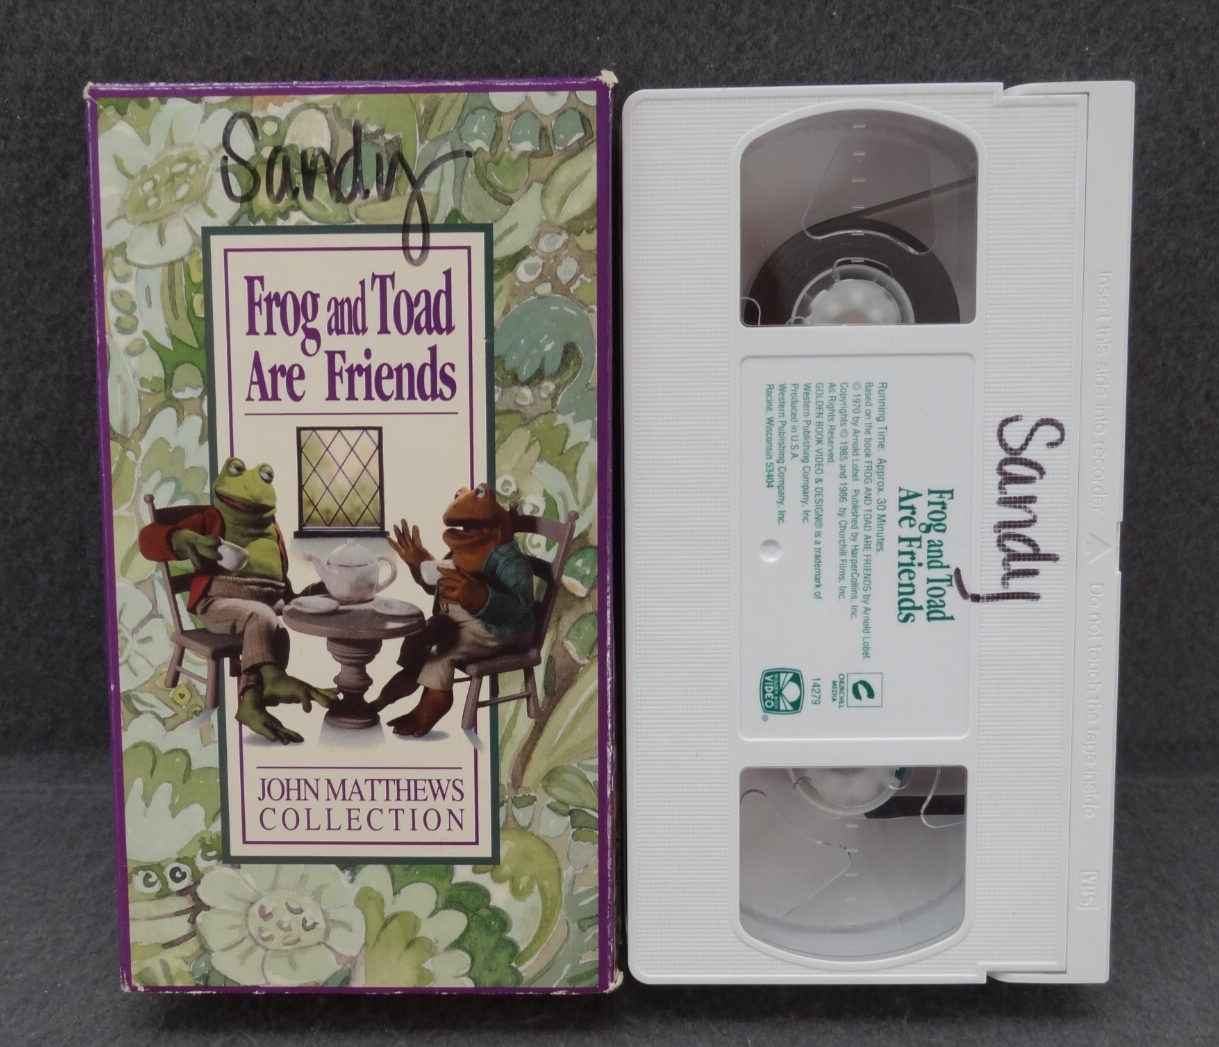 Sandy
Frog and Toad
Are Friends
JOHN MATTHEWS
COLLECTION
Insert this side into recorder △ Do not touch the tape inside VHS
Sandy
Frog and Toad
Are Friends
Running Time: Approx. 30 Minutes.
Based on the book FROG AND TOAD ARE FRIENDS by Arnold Lobel.
© 1970 by Arnold Lobel. Published by HarperCollins, Inc.
Copyrights © 1985 and 1986 by Churchill Films, Inc.
All Rights Reserved.
GOLDEN BOOK VIDEO & DESIGN® is a trademark of
Western Publishing Company, Inc.
Produced in U.S.A.
Western Publishing Company, Inc.
Racine, Wisconsin 53404
CHURCHILL
MEDIA
14279
GOLDEN BOOK
VIDEO®